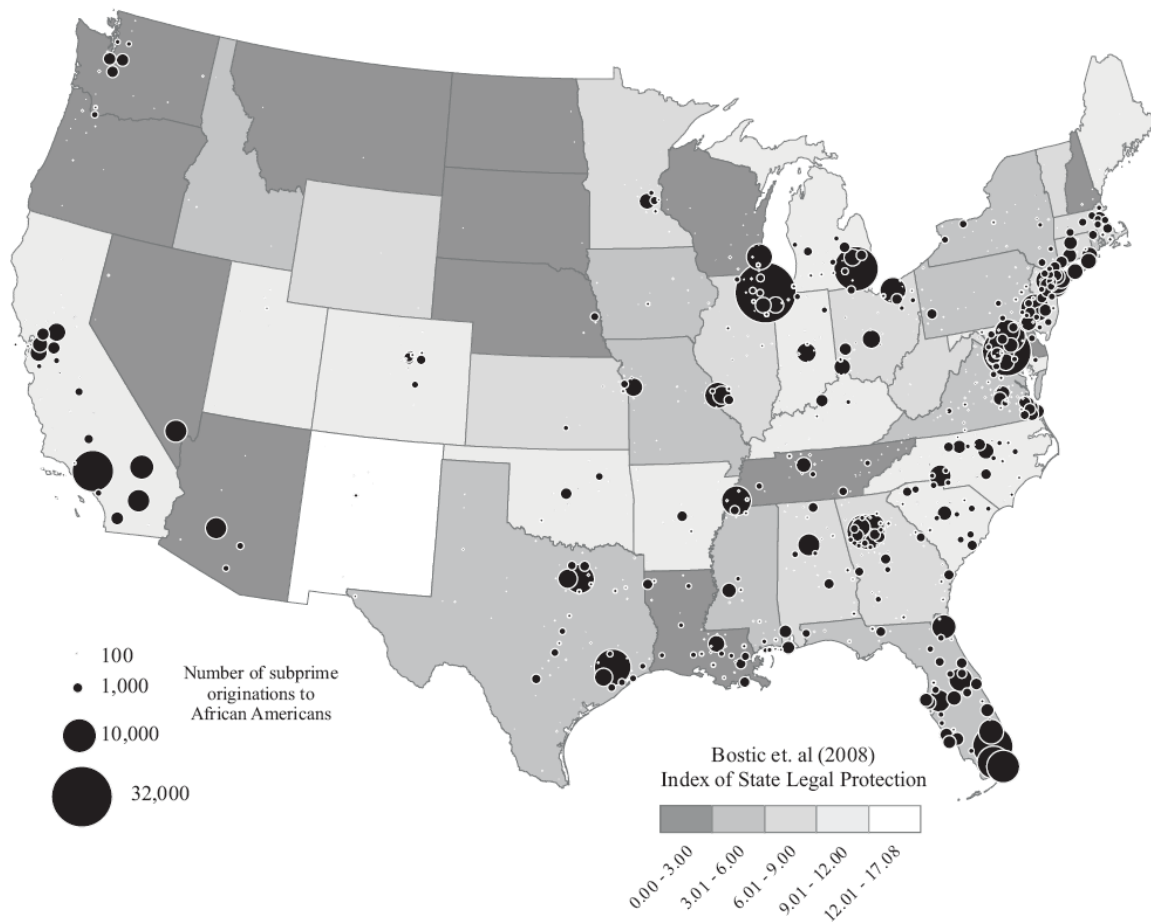 100
1,000
10,000
32,000
Number of subprime
originations to
African Americans
Bostic et. al (2008)
Index of State Legal Protection
0.00 - 3.00
3.01 - 6.00
6.01 - 9.00
9.01 - 12.00
12.01 - 17.08